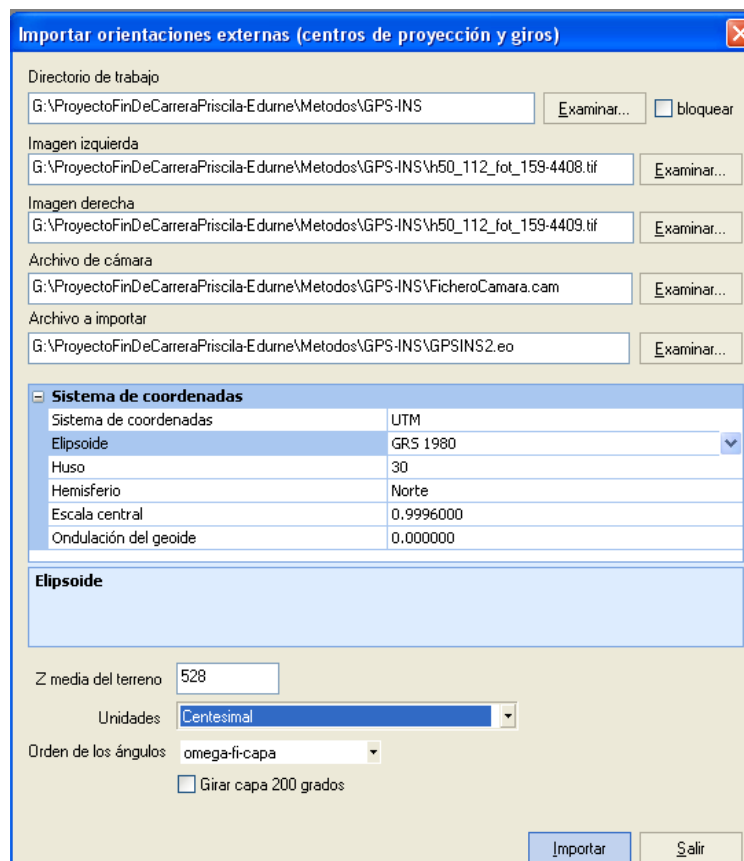 Importar orientaciones externas (centros de proyección y giros)
Directorio de trabajo
G:\ProyectoFinDeCarreraPriscila-Edurne\Metodos\GPS-INS Examinar... bloquear
Imagen izquierda
G:\ProyectoFinDeCarreraPriscila-Edurne\Metodos\GPS-INS\h50_112_fot_159-4408.tif Examinar...
Imagen derecha
G:\ProyectoFinDeCarreraPriscila-Edurne\Metodos\GPS-INS\h50_112_fot_159-4409.tif Examinar...
Archivo de cámara
G:\ProyectoFinDeCarreraPriscila-Edurne\Metodos\GPS-INS\FicheroCamara.cam Examinar...
Archivo a importar
G:\ProyectoFinDeCarreraPriscila-Edurne\Metodos\GPS-INS\GPSINS2.eo Examinar...
Sistema de coordenadas
Sistema de coordenadas UTM
Elipsoide GRS 1980
Huso 30
Hemisferio Norte
Escala central 0.9996000
Ondulación del geoide 0.000000
Elipsoide
Z media del terreno 528
Unidades Centesimal
Orden de los ángulos omega-fi-capa
Girar capa 200 grados
Importar Salir